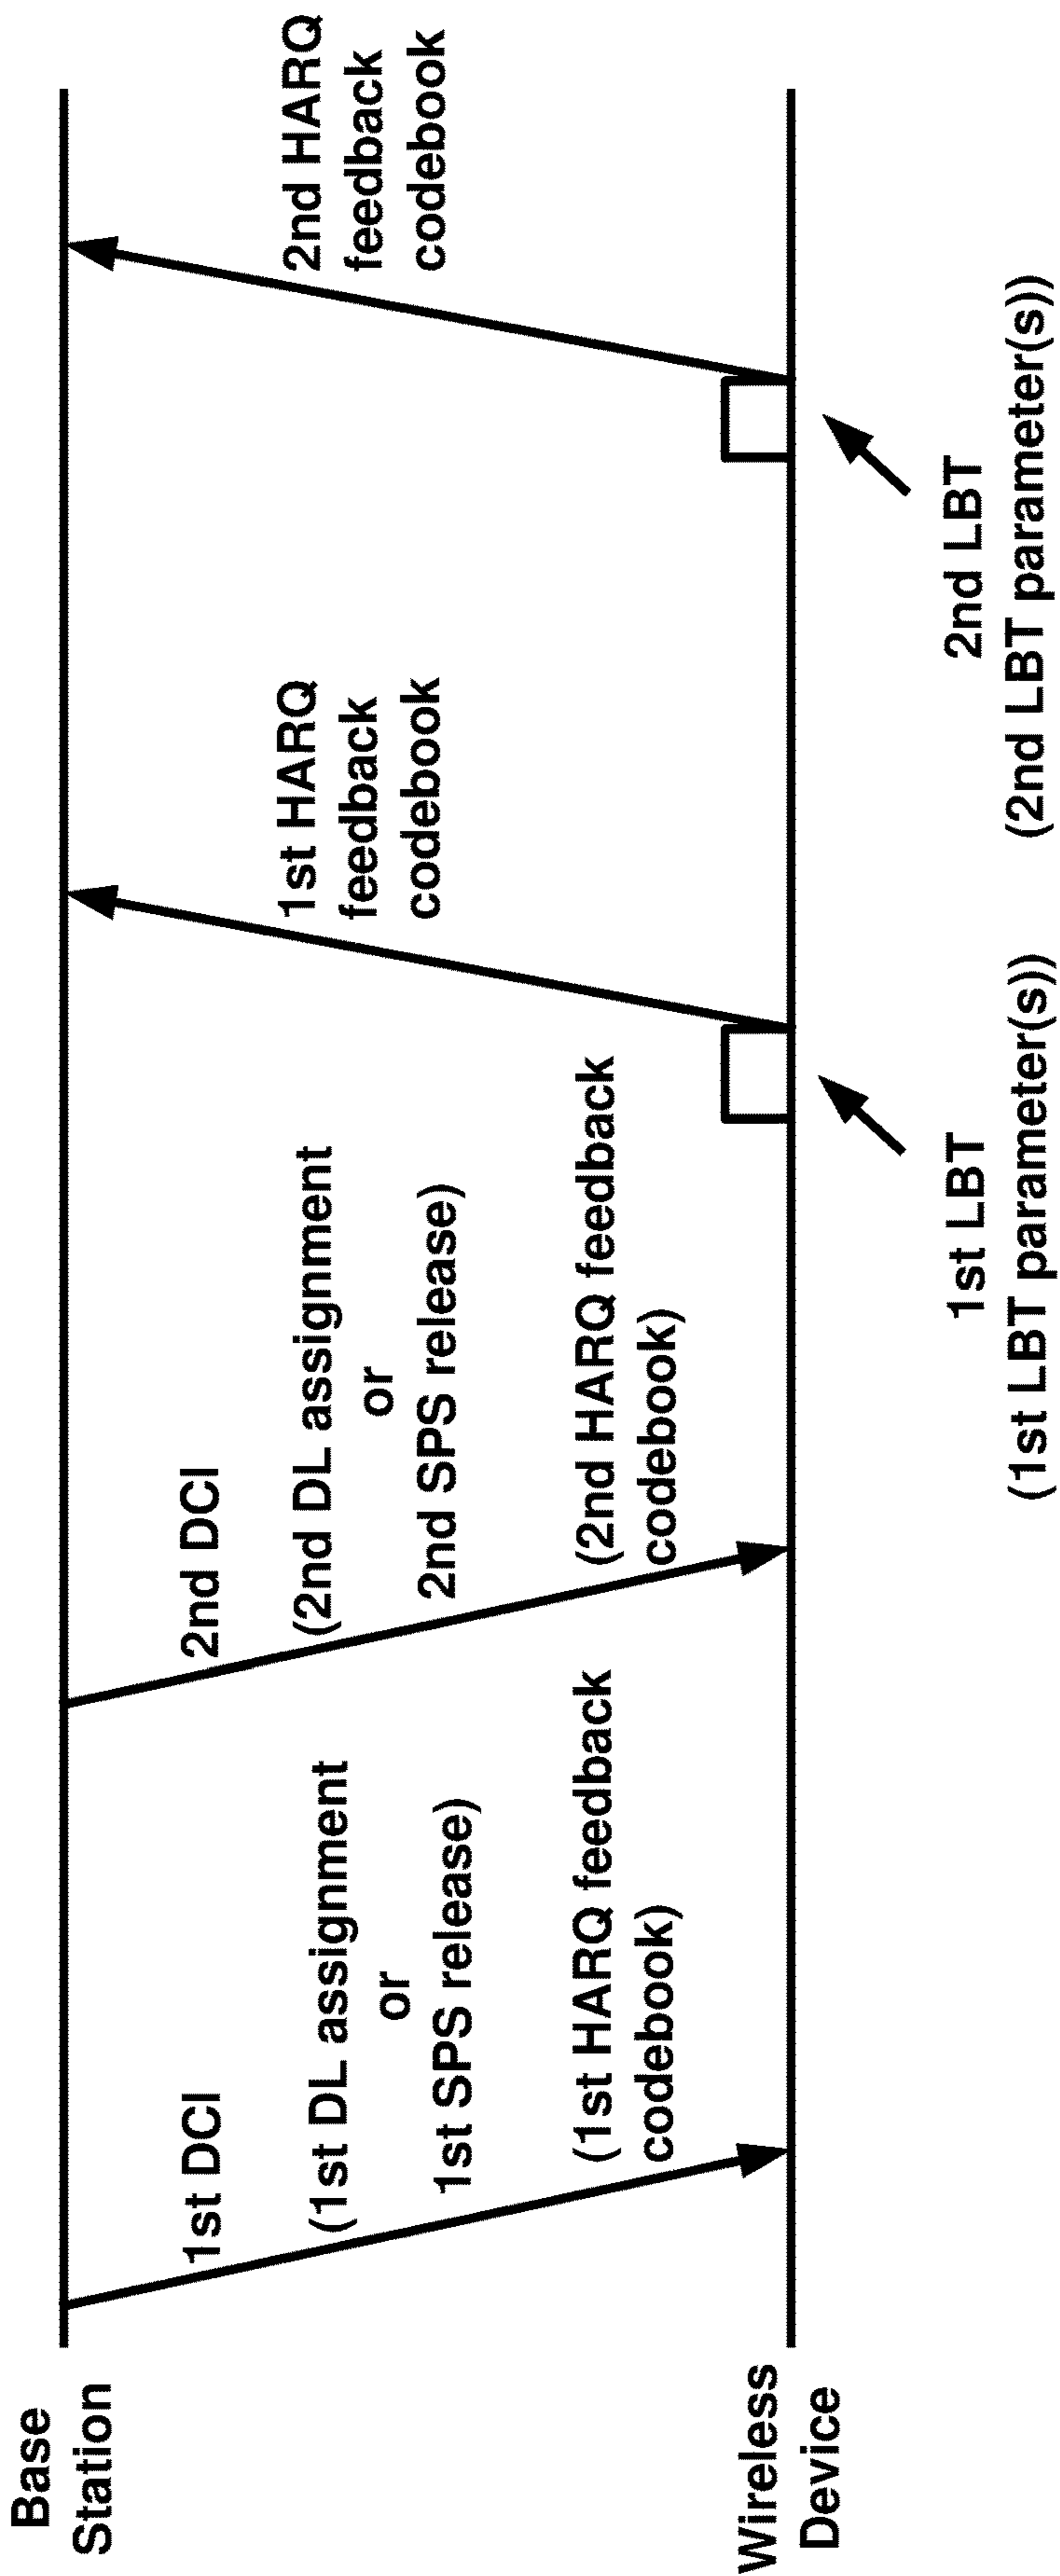 Base
Station
1st DCI
(1st DL assignment
or
1st SPS release)
(1st HARQ feedback
codebook)
2nd DCI
(2nd DL assignment
or
2nd SPS release)
(2nd HARQ feedback
codebook)
1st HARQ
feedback
codebook
2nd HARQ
feedback
codebook
Wireless
Device
1st LBT
(1st LBT parameter(s))
2nd LBT
(2nd LBT parameter(s))